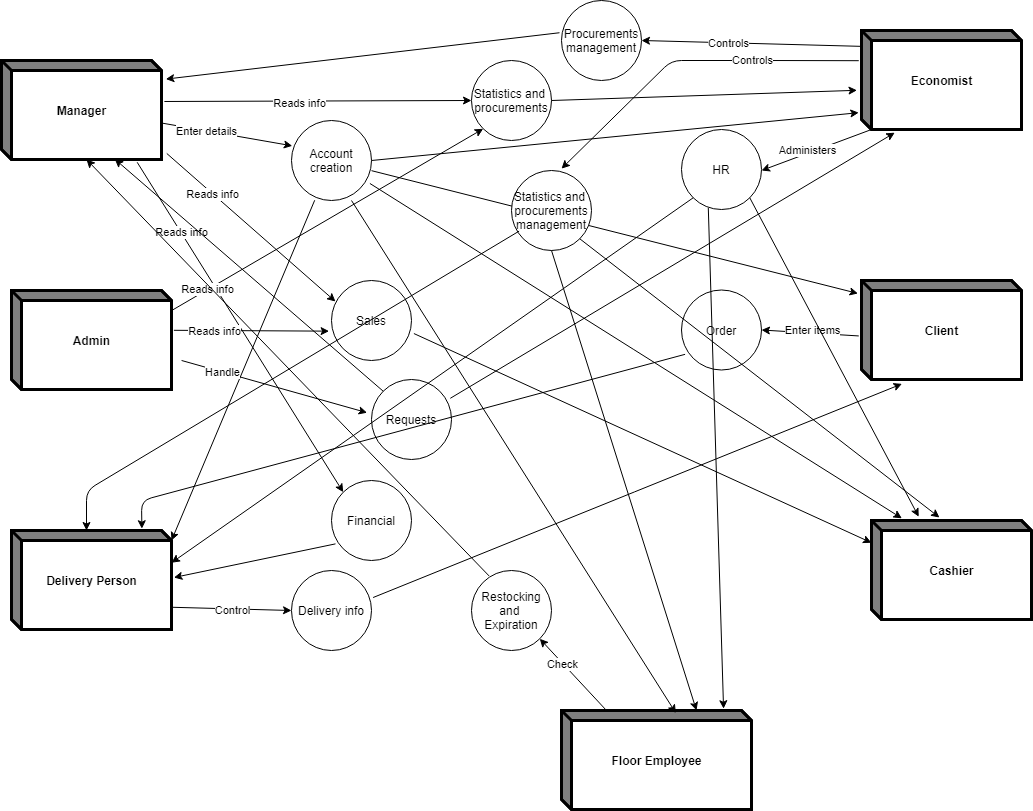 Procurements
management
Controls
Controls
Economist
Manager
Reads info
Statistics and
procurements
Enter details
Account
creation
Administers
HR
Reads info
Statistics and
procurements
management
Reads info
Reads info
Admin
Reads info
Sales
Order
Enter items
Client
Handle
Requests
Financial
Delivery Person
Cashier
Control
Delivery info
Restocking
and
Expiration
Check
Floor Employee